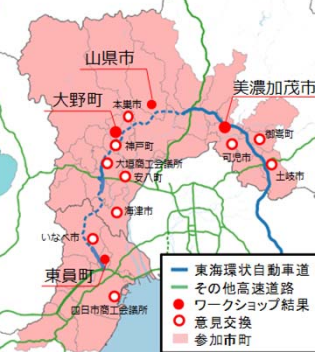 山県市
大野町
美濃加茂市
本巣市
神戸町
御嵩町
可児市
大垣商工会議所
安八町
土岐市
海津市
いなべ市
東員町
四日市商工会議所
東海環状自動車道
その他高速道路
ワークショップ結果
意見交換
参加市町